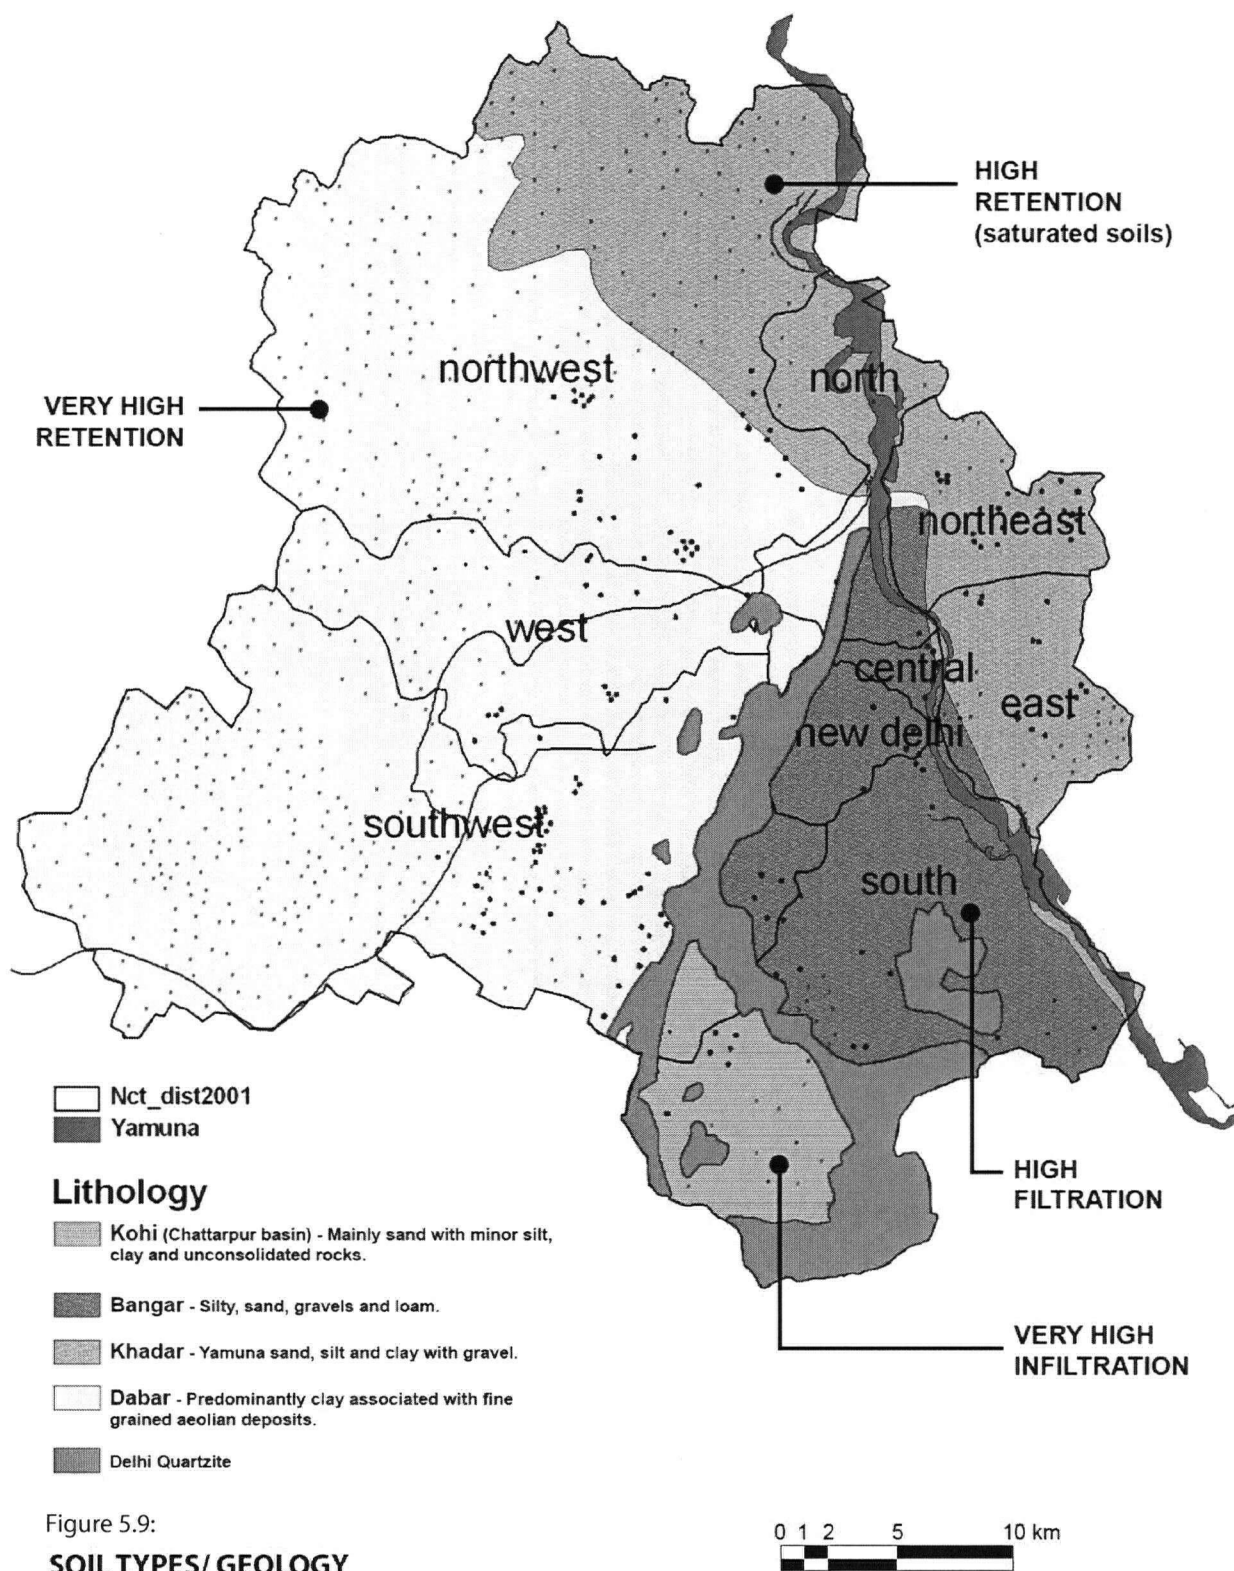 HIGH
RETENTION
(saturated soils)
northwest
north
VERY HIGH
RETENTION
northeast
west
central
east
new delhi
southwest
south
Nct_dist2001
Yamuna
HIGH
FILTRATION
Lithology
Kohi (Chattarpur basin) - Mainly sand with minor silt,
clay and unconsolidated rocks.
Bangar - Silty, sand, gravels and loam.
VERY HIGH
INFILTRATION
Khadar - Yamuna sand, silt and clay with gravel.
Dabar - Predominantly clay associated with fine
grained aeolian deposits.
Delhi Quartzite
Figure 5.9:
SOIL TYPES/ GEOLOGY
0 1 2 5 10 km